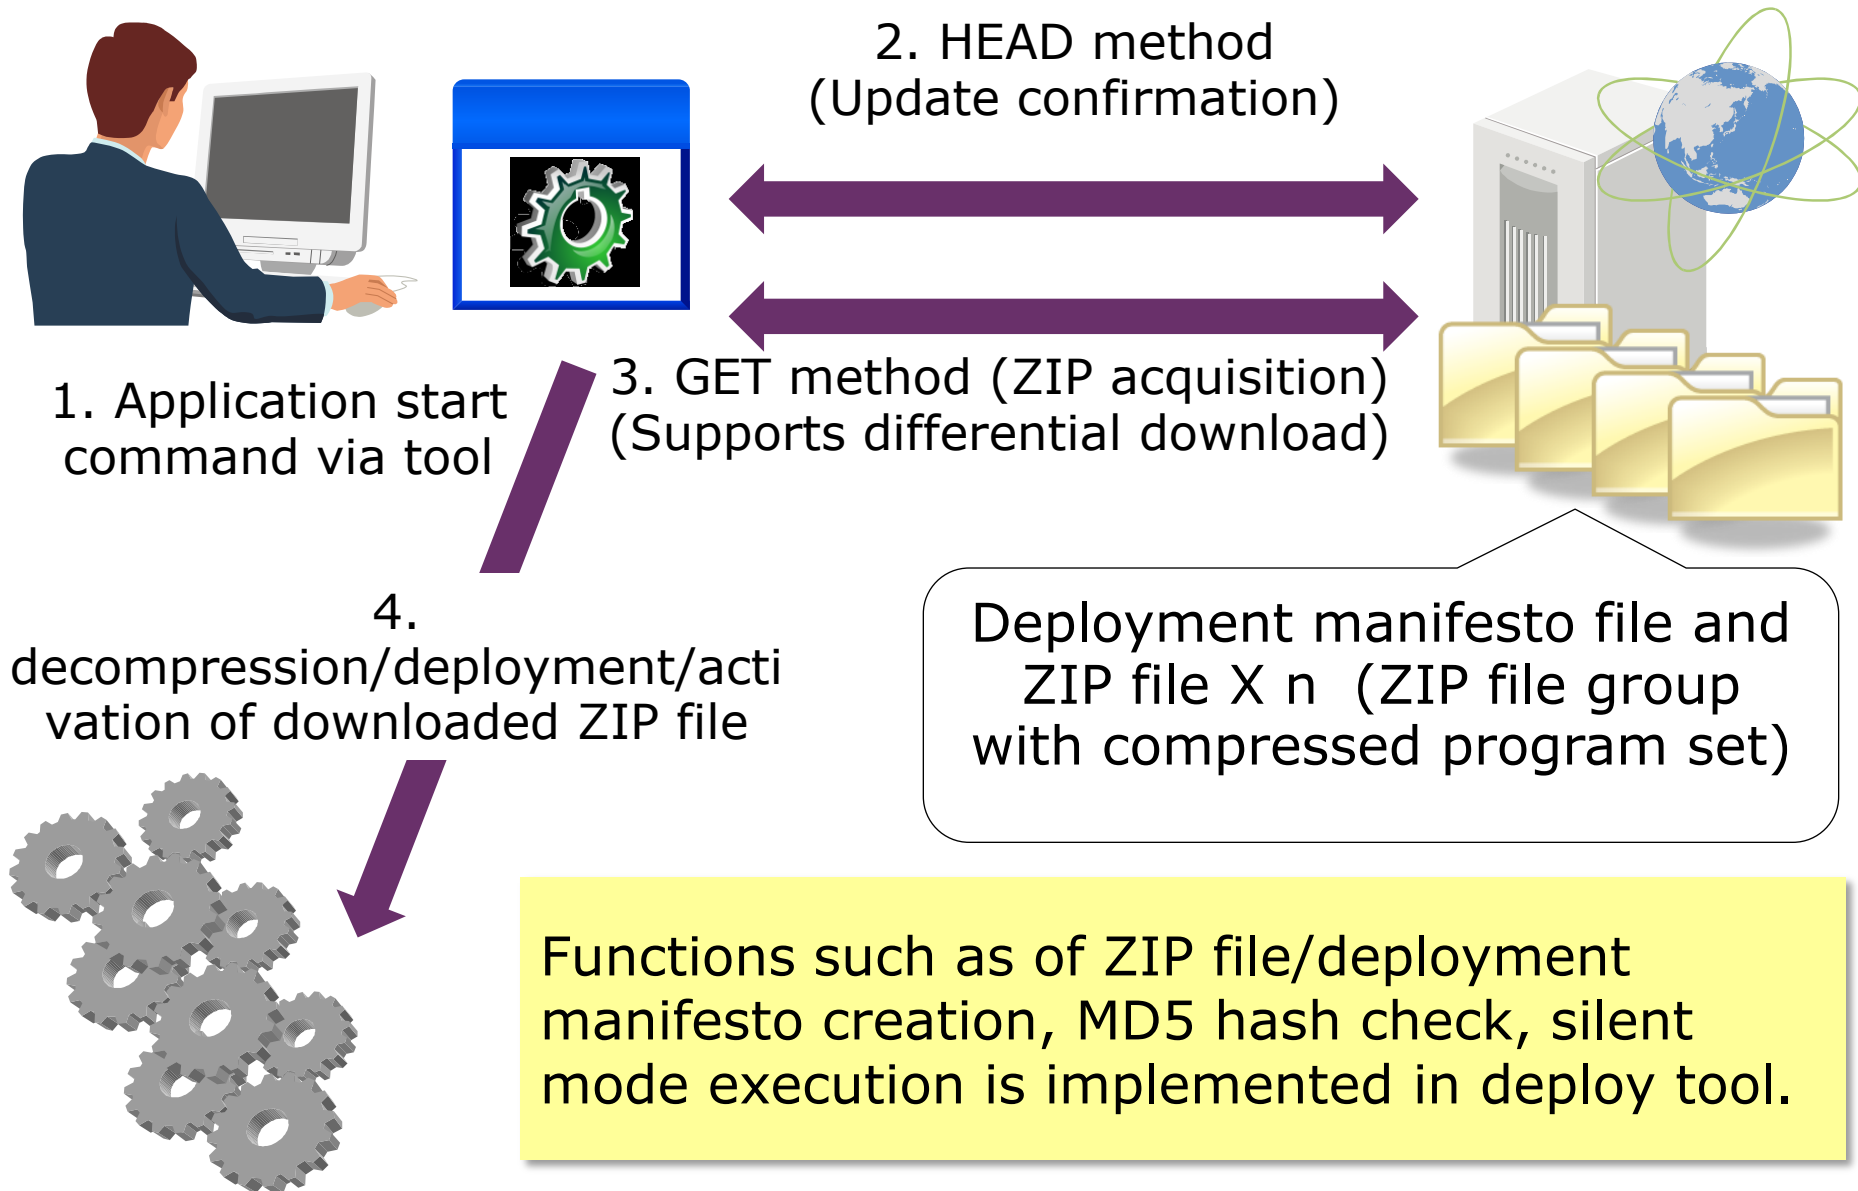 2. HEAD method
(Update confirmation)
3. GET method (ZIP acquisition)
(Supports differential download)
1. Application start
command via tool
4.
decompression/deployment/acti
vation of downloaded ZIP file
Deployment manifesto file and
ZIP file X n (ZIP file group
with compressed program set)
Functions such as of ZIP file/deployment
manifesto creation, MD5 hash check, silent
mode execution is implemented in deploy tool.